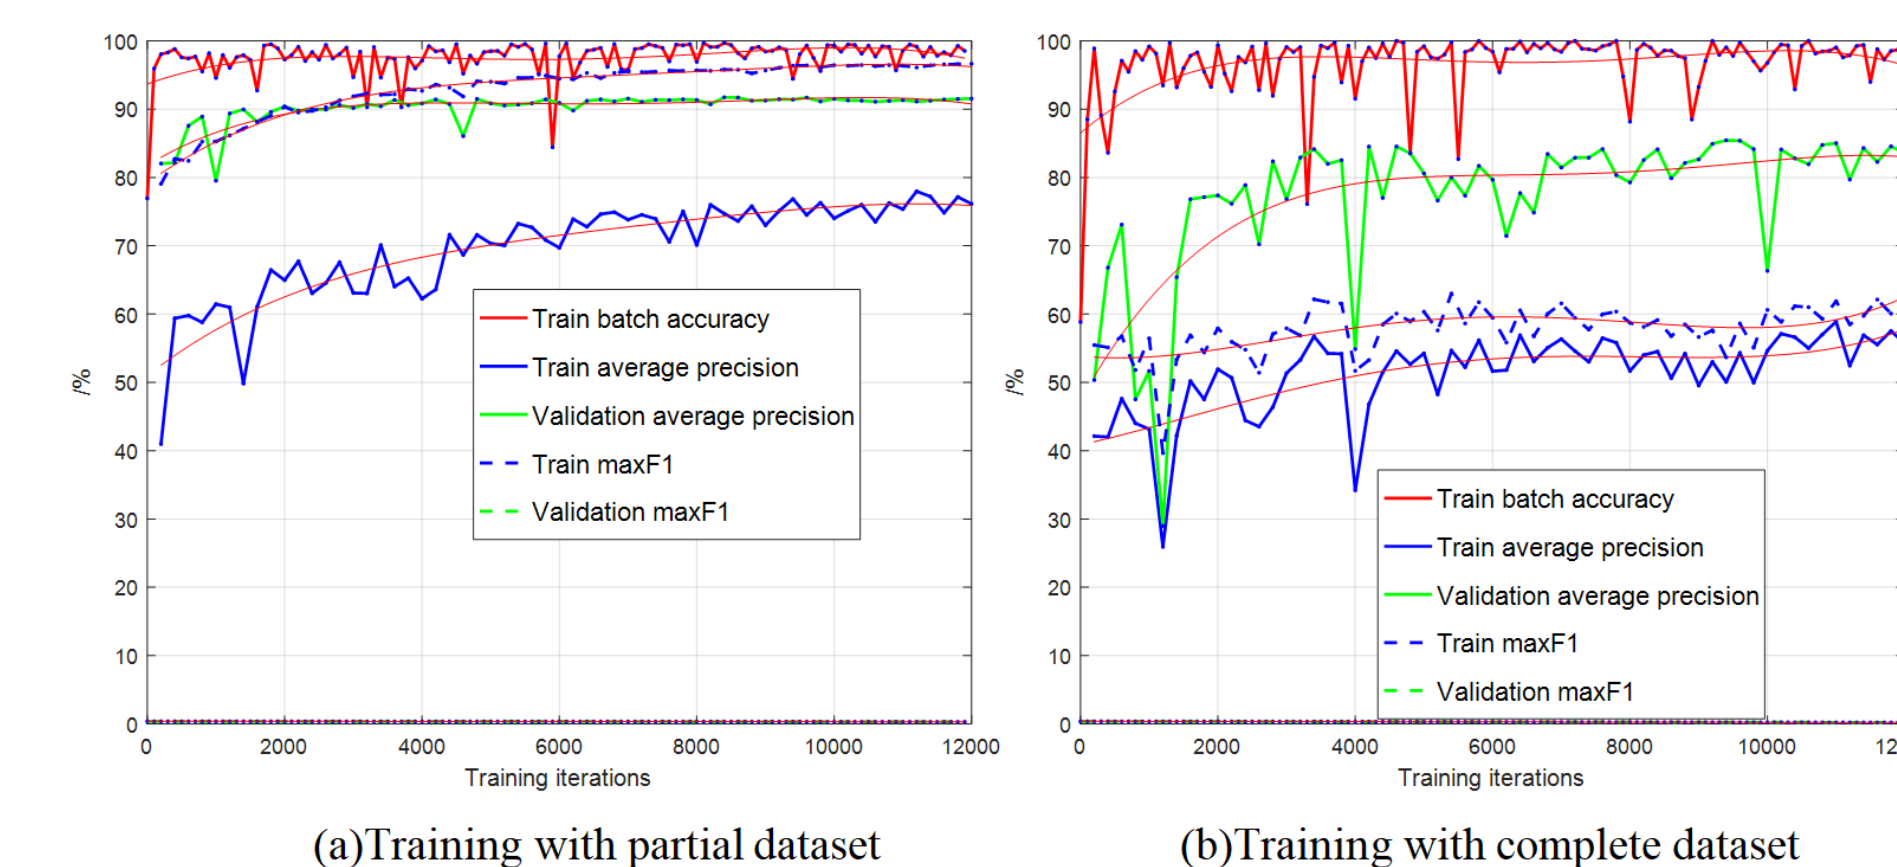 100
90
80
70
60
50
40
30
20
10
0
/%
0 2000 4000 6000 8000 10000 12000
Training iterations
Train batch accuracy
Train average precision
Validation average precision
Train maxF1
Validation maxF1
(a)Training with partial dataset
100
90
80
70
60
50
40
30
20
10
0
/%
0 2000 4000 6000 8000 10000 12
Training iterations
Train batch accuracy
Train average precision
Validation average precision
Train maxF1
Validation maxF1
(b)Training with complete dataset